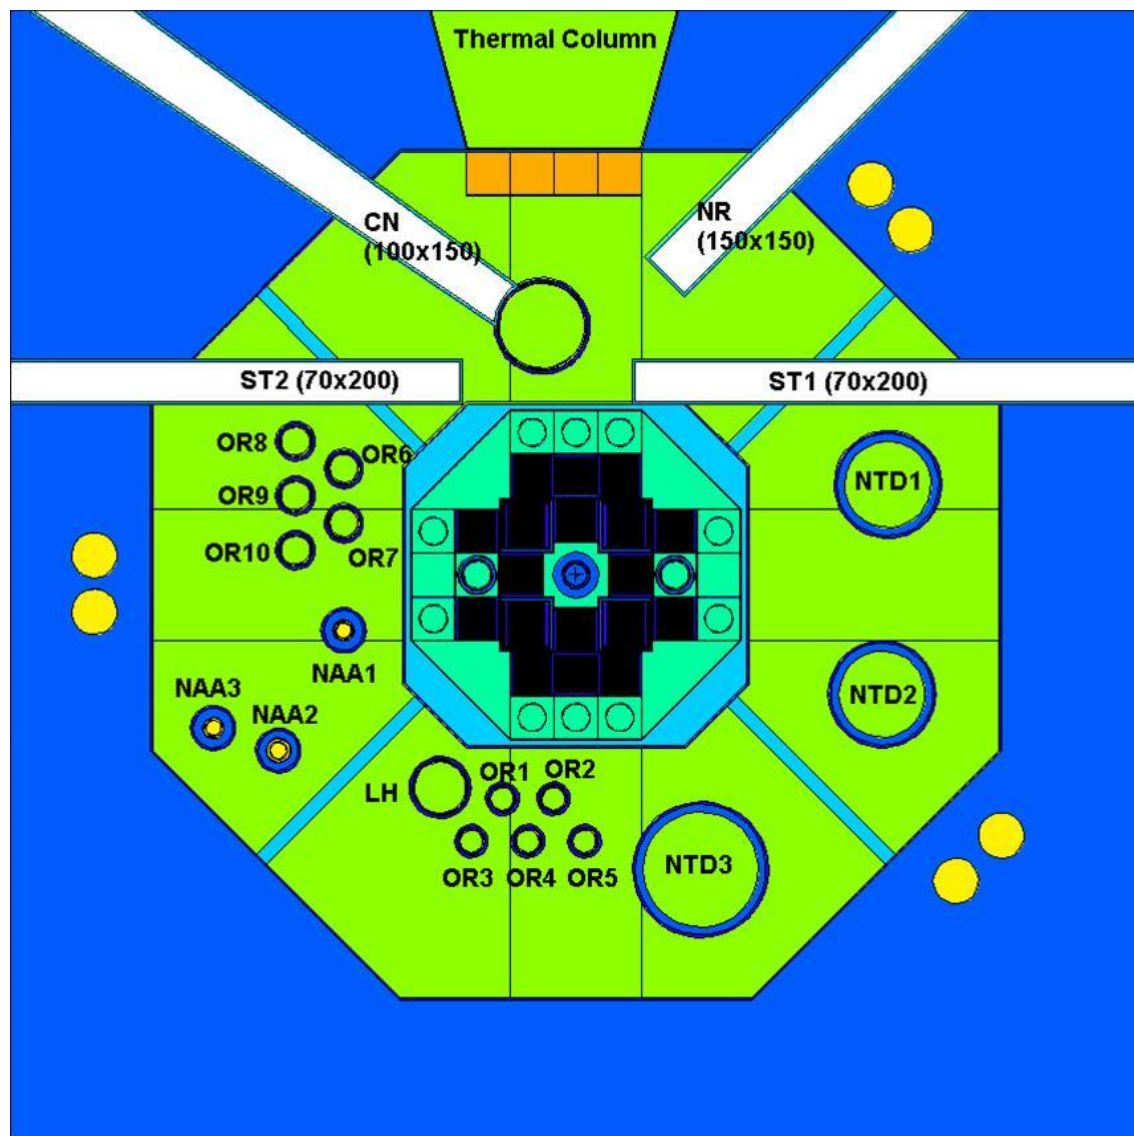 Thermal Column
CN
(100x150)
NR
(150x150)
ST2 (70x200)
ST1 (70x200)
OR8
OR6
OR9
OR10
OR7
NTD1
NAA1
NAA3
NAA2
NTD2
LH
OR1
OR2
OR3
OR4
OR5
NTD3